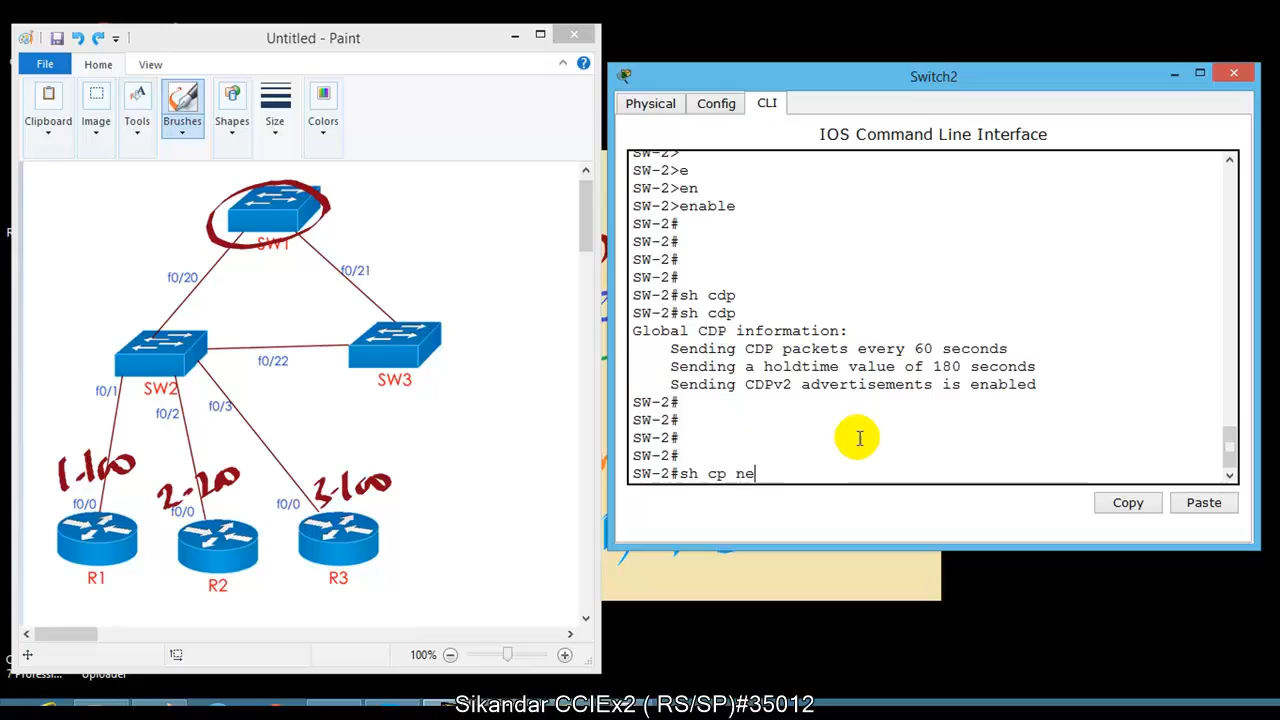 Untitled - Paint
File
Home
View
Clipboard
Image
Tools
Brushes
Shapes
Size
Colors
SW1
f0/20
f0/21
SW2
f0/22
SW3
f0/1
f0/2
f0/3
1-100
2-200
3-100
f0/0
f0/0
f0/0
R1
R2
R3
100%
Switch2
Physical
Config
CLI
IOS Command Line Interface
SW-2>
SW-2>e
SW-2>en
SW-2>enable
SW-2#
SW-2#
SW-2#
SW-2#
SW-2#sh cdp
SW-2#sh cdp
Global CDP information:
Sending CDP packets every 60 seconds
Sending a holdtime value of 180 seconds
Sending CDPv2 advertisements is enabled
SW-2#
SW-2#
SW-2#
SW-2#
SW-2#sh cp ne
Copy
Paste
Sikandar CCIEx2 ( RS/SP)#35012